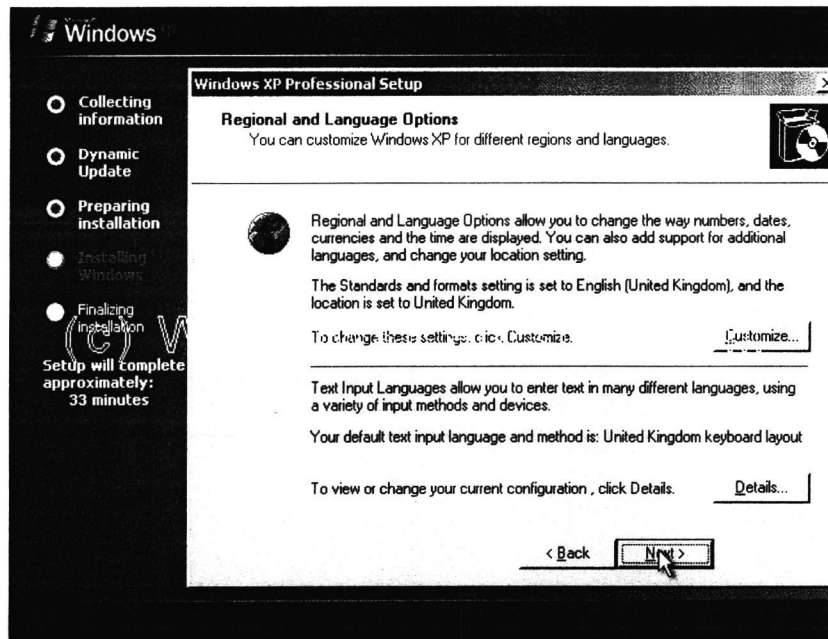 Windows
Collecting
information
Dynamic
Update
Preparing
installation
Installing
Windows
Finalizing
installation
(c) W
Setup will complete
approximately:
33 minutes
Windows XP Professional Setup
Regional and Language Options
You can customize Windows XP for different regions and languages.
Regional and Language Options allow you to change the way numbers, dates,
currencies and the time are displayed. You can also add support for additional
languages, and change your location setting.
The Standards and formats setting is set to English (United Kingdom), and the
location is set to United Kingdom.
To change these settings, click Customize.
Customize...
Text Input Languages allow you to enter text in many different languages, using
a variety of input methods and devices.
Your default text input language and method is: United Kingdom keyboard layout
To view or change your current configuration , click Details.
Details...
< Back
Next >